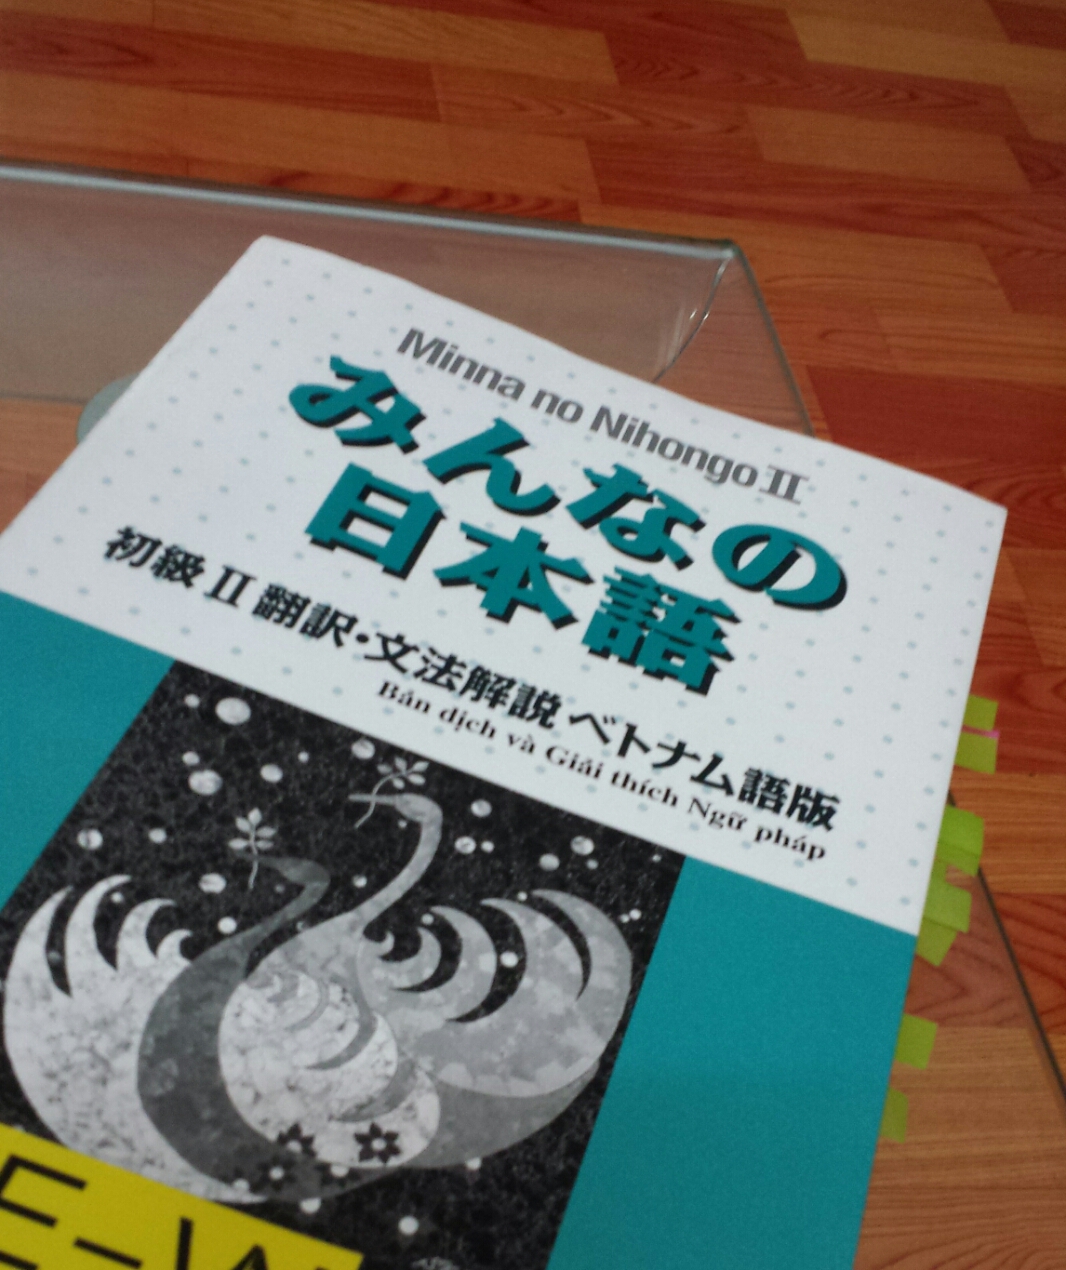 Minna no Nihongo II
みんなの
日本語
初級 II 翻訳・文法解説 ベトナム語版
Bản dịch và Giải thích Ngữ pháp